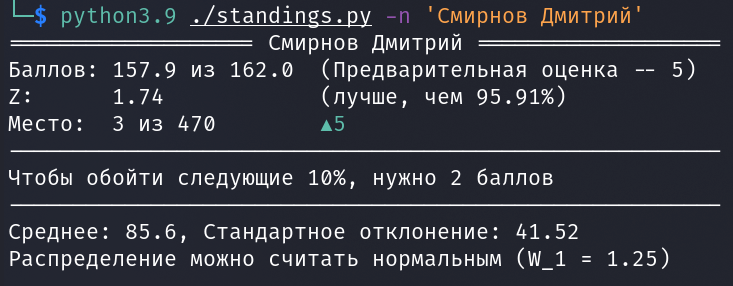 └─$ python3.9 ./standings.py -n 'Смирнов Дмитрий'
═══════════════════ Смирнов Дмитрий ═══════════════════
Баллов: 157.9 из 162.0 (Предварительная оценка -- 5)
Z: 1.74 (лучше, чем 95.91%)
Место: 3 из 470 ▲5
Чтобы обойти следующие 10%, нужно 2 баллов
Среднее: 85.6, Стандартное отклонение: 41.52
Распределение можно считать нормальным (W_1 = 1.25)